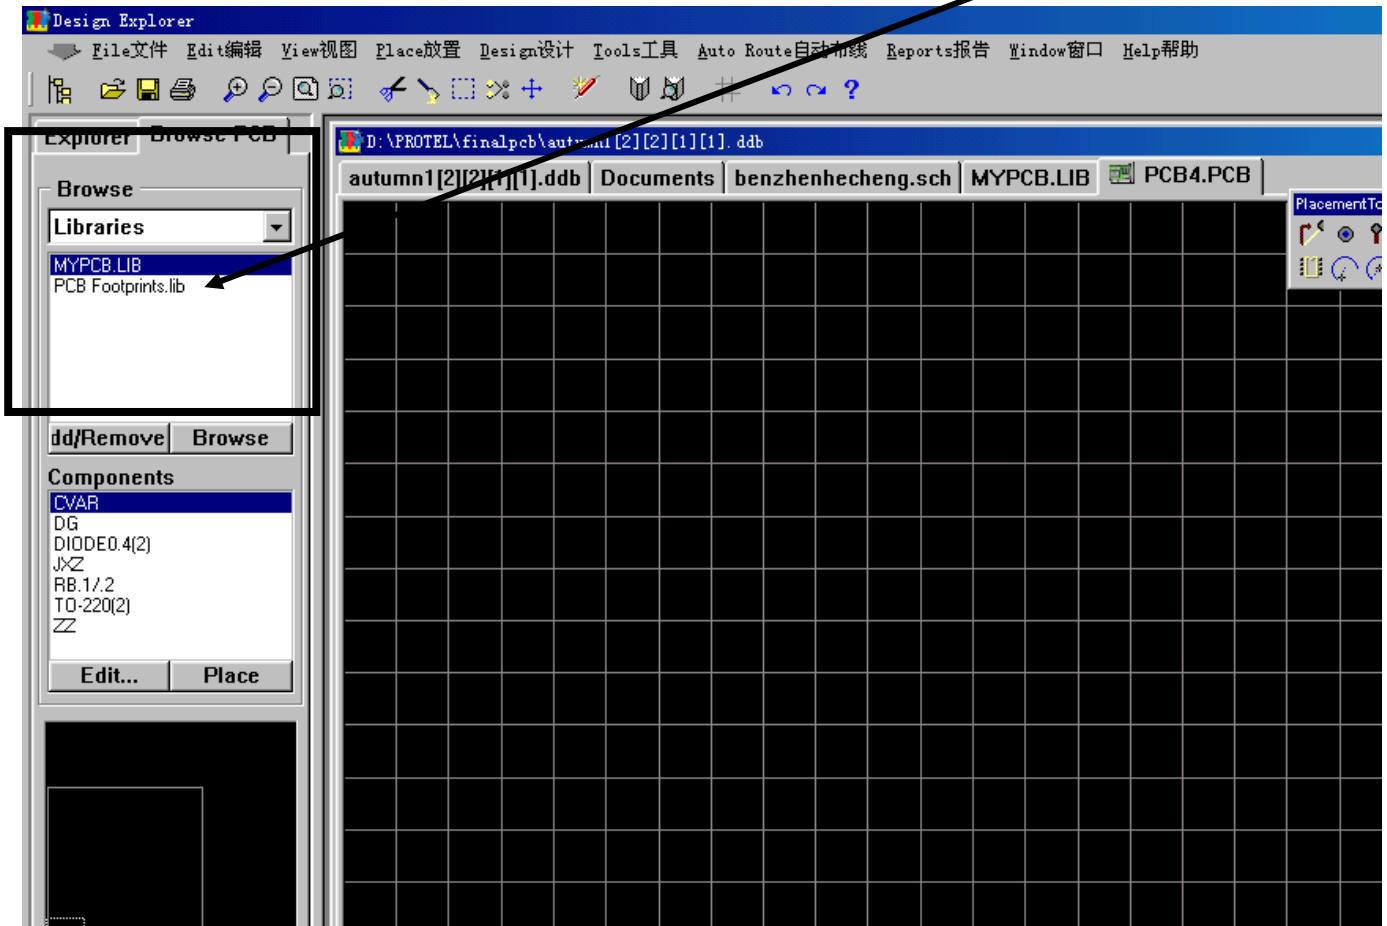 Design Explorer
File文件 Edit编辑 View视图 Place放置 Design设计 Tools工具 Auto Route自动布线 Reports报告 Window窗口 Help帮助
Explorer Browse PCB
D:\PROTEL\finalpcb\autumn1[2][2][1][1].ddb
autumn1[2][2][1][1].ddb Documents benzhenhecheng.sch MYPCB.LIB PCB4.PCB
PlacementTo
Browse
Libraries
MYPCB.LIB
PCB Footprints.lib
dd/Remove Browse
Components
CVAR
DG
DIODE0.4(2)
JXZ
RB.1/.2
TO-220(2)
ZZ
Edit... Place